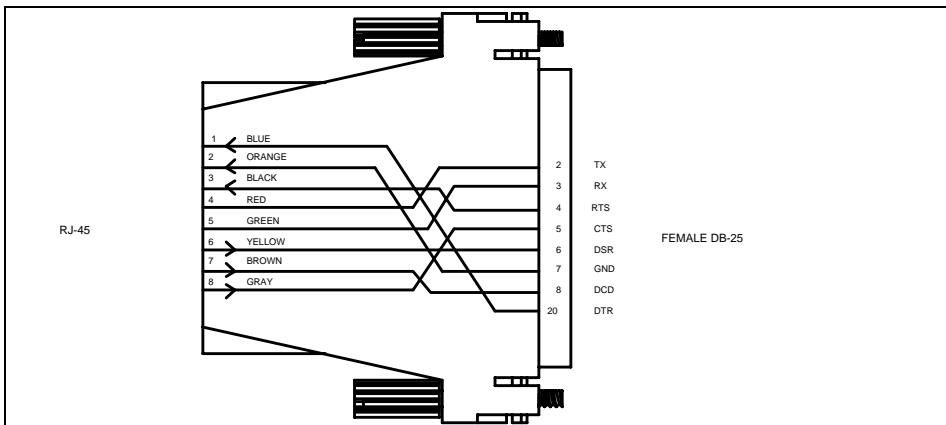 1 BLUE
2 ORANGE
3 BLACK
4 RED
5 GREEN
6 YELLOW
7 BROWN
8 GRAY
RJ-45
2 TX
3 RX
4 RTS
5 CTS
6 DSR
7 GND
8 DCD
20 DTR
FEMALE DB-25